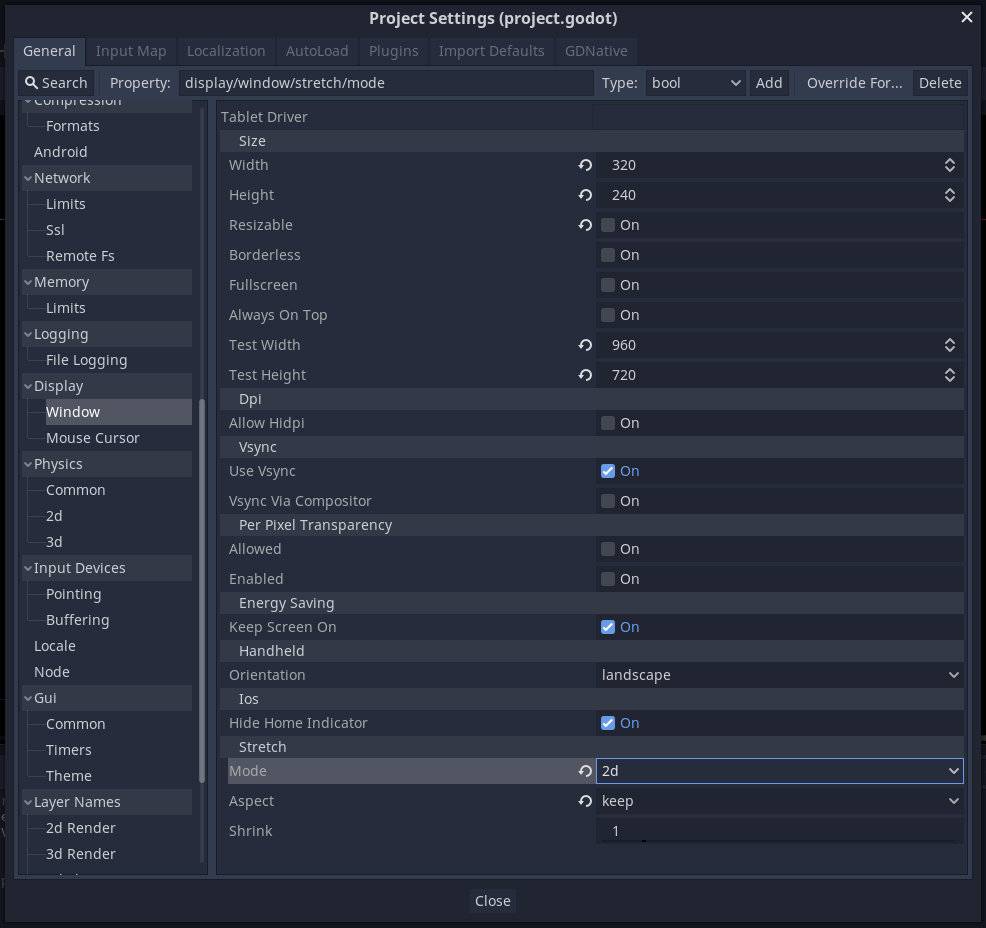 Project Settings (project.godot)
General Input Map Localization AutoLoad Plugins Import Defaults GDNative
Search Property: display/window/stretch/mode Type: bool Add Override For... Delete
Compression
Formats
Android
Network
Limits
Ssl
Remote Fs
Memory
Limits
Logging
File Logging
Display
Window
Mouse Cursor
Physics
Common
2d
3d
Input Devices
Pointing
Buffering
Locale
Node
Gui
Common
Timers
Theme
Layer Names
2d Render
3d Render
Tablet Driver
Size
Width 320
Height 240
Resizable On
Borderless On
Fullscreen On
Always On Top On
Test Width 960
Test Height 720
Dpi
Allow Hidpi On
Vsync
Use Vsync On
Vsync Via Compositor On
Per Pixel Transparency
Allowed On
Enabled On
Energy Saving
Keep Screen On On
Handheld
Orientation landscape
Ios
Hide Home Indicator On
Stretch
Mode 2d
Aspect keep
Shrink 1
Close